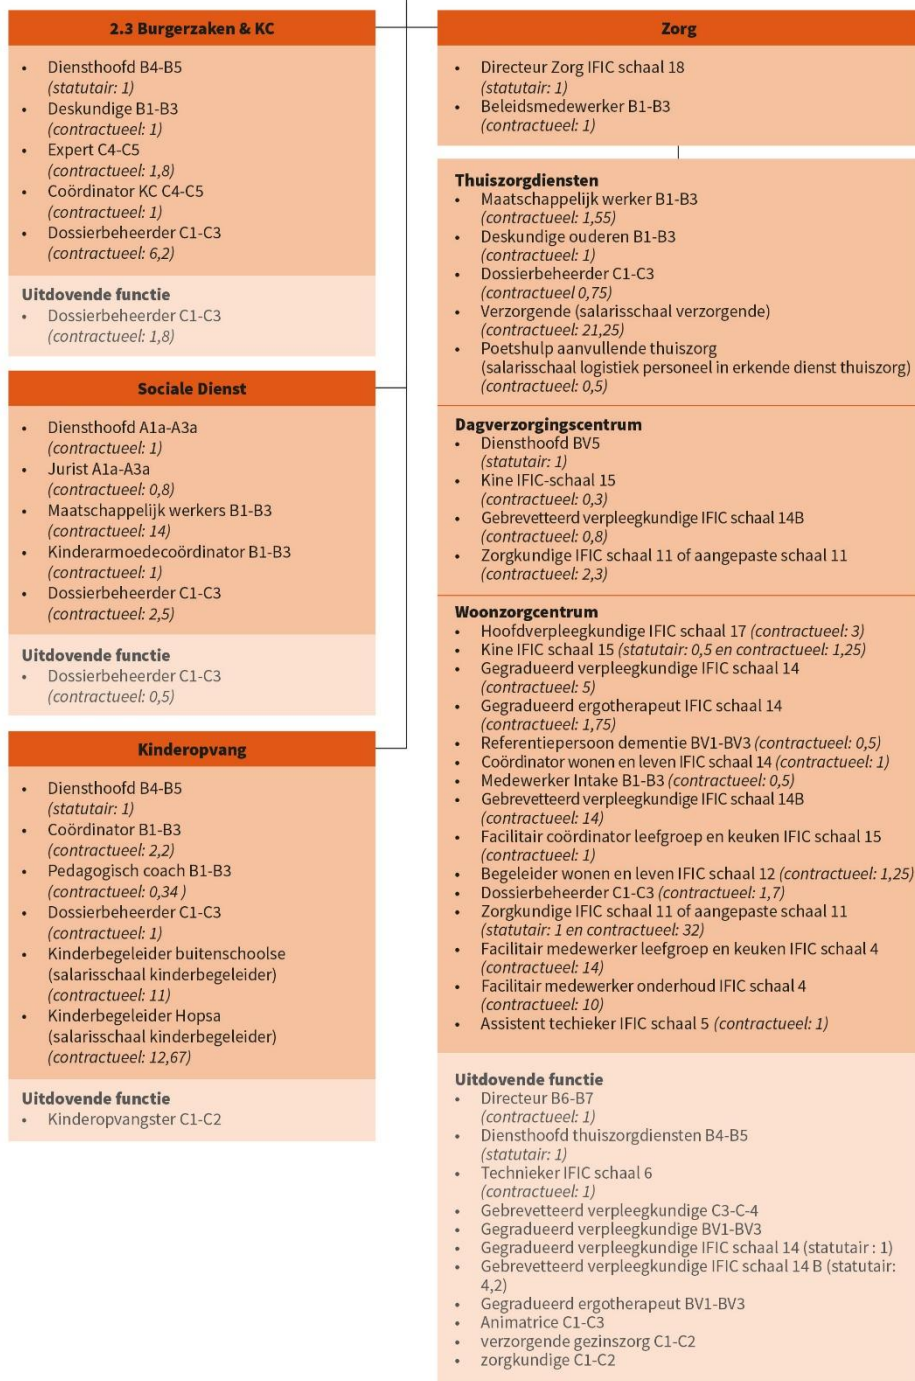 2.3 Burgerzaken & KC
• Diensthoofd B4-B5
(statutair: 1)
• Deskundige B1-B3
(contractueel: 1)
• Expert C4-C5
(contractueel: 1,8)
• Coördinator KC C4-C5
(contractueel: 1)
• Dossierbeheerder C1-C3
(contractueel: 6,2)
Uitdovende functie
• Dossierbeheerder C1-C3
(contractueel: 1,8)
Sociale Dienst
• Diensthoofd A1a-A3a
(contractueel: 1)
• Jurist A1a-A3a
(contractueel: 0,8)
• Maatschappelijk werkers B1-B3
(contractueel: 14)
• Kinderarmoedecoördinator B1-B3
(contractueel: 1)
• Dossierbeheerder C1-C3
(contractueel: 2,5)
Uitdovende functie
• Dossierbeheerder C1-C3
(contractueel: 0,5)
Kinderopvang
• Diensthoofd B4-B5
(statutair: 1)
• Coördinator B1-B3
(contractueel: 2,2)
• Pedagogisch coach B1-B3
(contractueel: 0,34 )
• Dossierbeheerder C1-C3
(contractueel: 1)
• Kinderbegeleider buitenschoolse
(salarisschaal kinderbegeleider)
(contractueel: 11)
• Kinderbegeleider Hopsa
(salarisschaal kinderbegeleider)
(contractueel: 12,67)
Uitdovende functie
• Kinderopvangster C1-C2
Zorg
• Directeur Zorg IFIC schaal 18
(statutair: 1)
• Beleidsmedewerker B1-B3
(contractueel: 1)
Thuiszorgdiensten
• Maatschappelijk werker B1-B3
(contractueel: 1,55)
• Deskundige ouderen B1-B3
(contractueel: 1)
• Dossierbeheerder C1-C3
(contractueel 0,75)
• Verzorgende (salarisschaal verzorgende)
(contractueel: 21,25)
• Poetshulp aanvullende thuiszorg
(salarisschaal logistiek personeel in erkende dienst thuiszorg)
(contractueel: 0,5)
Dagverzorgingscentrum
• Diensthoofd BV5
(statutair: 1)
• Kine IFIC-schaal 15
(contractueel: 0,3)
• Gebrevetteerd verpleegkundige IFIC schaal 14B
(contractueel: 0,8)
• Zorgkundige IFIC schaal 11 of aangepaste schaal 11
(contractueel: 2,3)
Woonzorgcentrum
• Hoofdverpleegkundige IFIC schaal 17 (contractueel: 3)
• Kine IFIC schaal 15 (statutair: 0,5 en contractueel: 1,25)
• Gegradueerd verpleegkundige IFIC schaal 14
(contractueel: 5)
• Gegradueerd ergotherapeut IFIC schaal 14
(contractueel: 1,75)
• Referentiepersoon dementie BV1-BV3 (contractueel: 0,5)
• Coördinator wonen en leven IFIC schaal 14 (contractueel: 1)
• Medewerker Intake B1-B3 (contractueel: 0,5)
• Gebrevetteerd verpleegkundige IFIC schaal 14B
(contractueel: 14)
• Facilitair coördinator leefgroep en keuken IFIC schaal 15
(contractueel: 1)
• Begeleider wonen en leven IFIC schaal 12 (contractueel: 1,25)
• Dossierbeheerder C1-C3 (contractueel: 1,7)
• Zorgkundige IFIC schaal 11 of aangepaste schaal 11
(statutair: 1 en contractueel: 32)
• Facilitair medewerker leefgroep en keuken IFIC schaal 4
(contractueel: 14)
• Facilitair medewerker onderhoud IFIC schaal 4
(contractueel: 10)
• Assistent techieker IFIC schaal 5 (contractueel: 1)
Uitdovende functie
• Directeur B6-B7
(contractueel: 1)
• Diensthoofd thuiszorgdiensten B4-B5
(statutair: 1)
• Technieker IFIC schaal 6
(contractueel: 1)
• Gebrevetteerd verpleegkundige C3-C-4
• Gegradueerd verpleegkundige BV1-BV3
• Gegradueerd verpleegkundige IFIC schaal 14 (statutair : 1)
• Gebrevetteerd verpleegkundige IFIC schaal 14 B (statutair:
4,2)
• Gegradueerd ergotherapeut BV1-BV3
• Animatrice C1-C3
• verzorgende gezinszorg C1-C2
• zorgkundige C1-C2